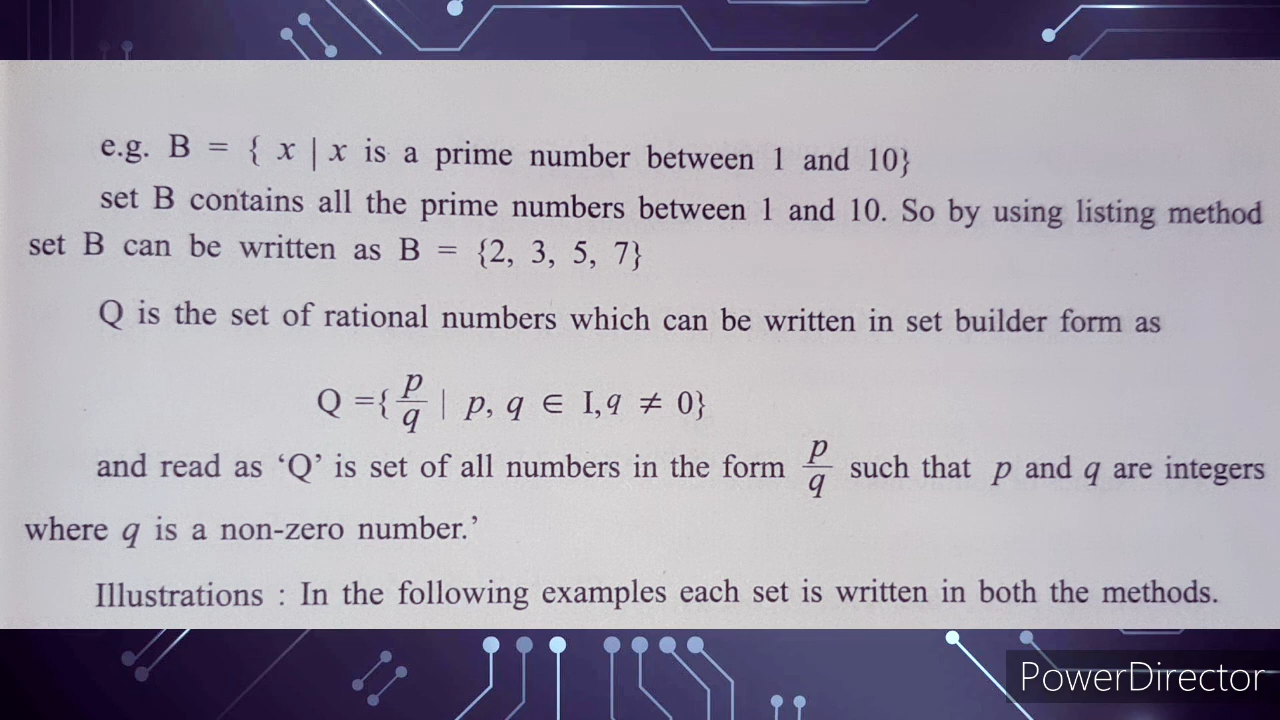 e.g. B = { x | x is a prime number between 1 and 10}
set B contains all the prime numbers between 1 and 10. So by using listing method
set B can be written as B = {2, 3, 5, 7}
Q is the set of rational numbers which can be written in set builder form as
Q ={p/q | p, q ∈ I, q ≠ 0}
and read as ‘Q’ is set of all numbers in the form p/q such that p and q are integers
where q is a non-zero number.’
Illustrations : In the following examples each set is written in both the methods.
PowerDirector